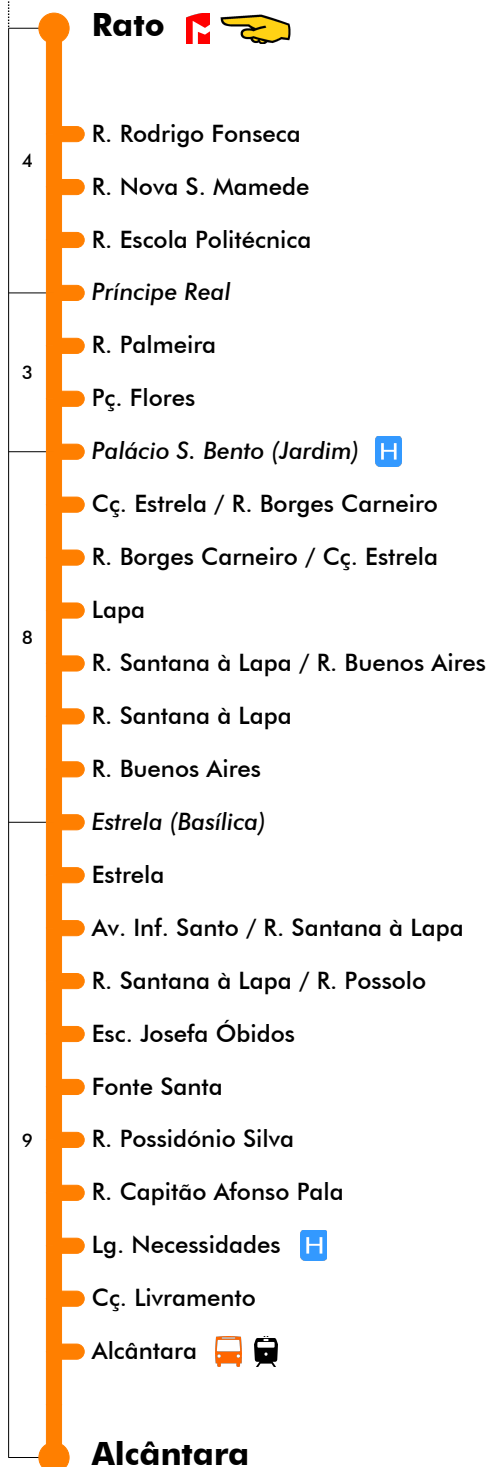 Rato
R. Rodrigo Fonseca
4
R. Nova S. Mamede
R. Escola Politécnica
Príncipe Real
R. Palmeira
3
Pç. Flores
Palácio S. Bento (Jardim) H
Cç. Estrela / R. Borges Carneiro
R. Borges Carneiro / Cç. Estrela
Lapa
8
R. Santana à Lapa / R. Buenos Aires
R. Santana à Lapa
R. Buenos Aires
Estrela (Basílica)
Estrela
Av. Inf. Santo / R. Santana à Lapa
R. Santana à Lapa / R. Possolo
Esc. Josefa Óbidos
Fonte Santa
9
R. Possidónio Silva
R. Capitão Afonso Pala
Lg. Necessidades H
Cç. Livramento
Alcântara
Alcântara